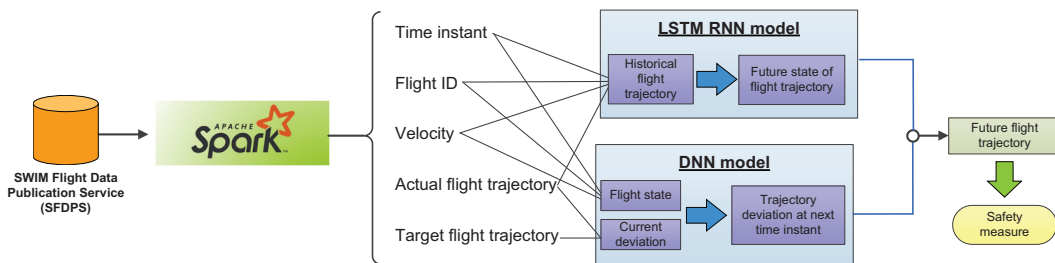 SWIM Flight Data
Publication Service
(SFDPS)
APACHE
Spark
TM
Time instant
Flight ID
Velocity
Actual flight trajectory
Target flight trajectory
LSTM RNN model
Historical
flight
trajectory
Future state of
flight trajectory
DNN model
Flight state
Current
deviation
Trajectory
deviation at next
time instant
Future flight
trajectory
Safety
measure